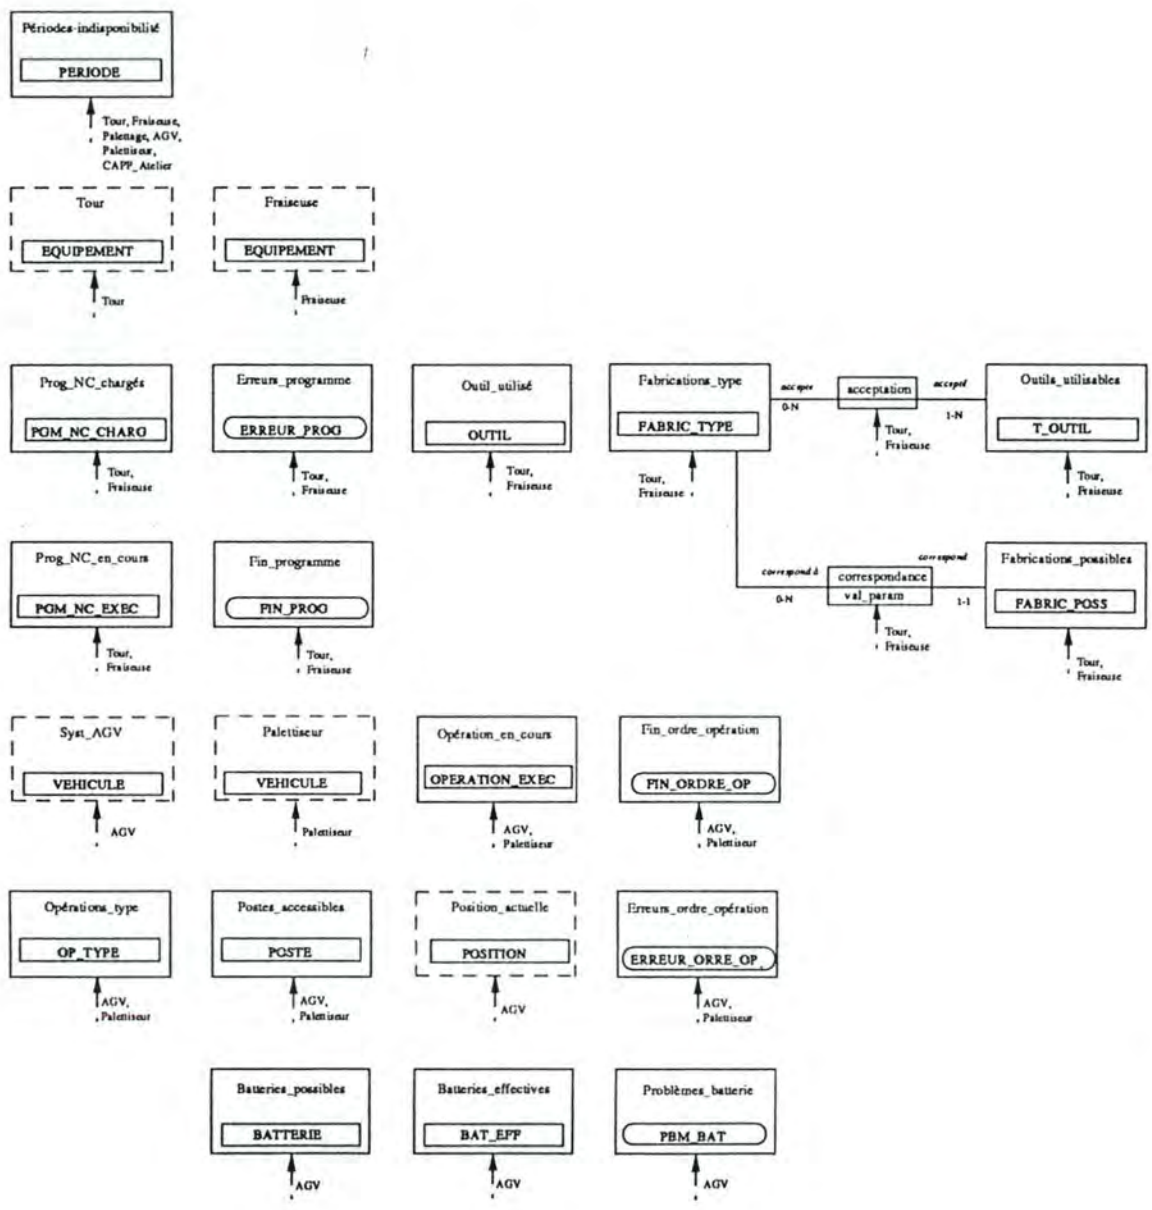 Périodes-indisponibilité
PERIODE
Tour, Fraiseuse,
Palettage, AGV,
Palettiseur,
CAPP_Atelier
Tour
EQUIPEMENT
Tour
Fraiseuse
EQUIPEMENT
Fraiseuse
Prog_NC_chargés
PGM_NC_CHARG
Tour,
Fraiseuse
Erreurs_programme
ERREUR_PROG
Tour,
Fraiseuse
Outil_utilisé
OUTIL
Tour,
Fraiseuse
Fabrications_type
FABRIC_TYPE
Tour,
Fraiseuse
accepte
0-N
acceptation
Tour,
Fraiseuse
accepté
1-N
Outils_utilisables
T_OUTIL
Tour,
Fraiseuse
Prog_NC_en_cours
PGM_NC_EXEC
Tour,
Fraiseuse
Fin_programme
FIN_PROG
Tour,
Fraiseuse
correspond à
0-N
correspondance
val_param
Tour,
Fraiseuse
correspond
1-1
Fabrications_possibles
FABRIC_POSS
Tour,
Fraiseuse
Syst_AGV
VEHICULE
AGV
Palettiseur
VEHICULE
Palettiseur
Opération_en_cours
OPERATION_EXEC
AGV,
Palettiseur
Fin_ordre_opération
FIN_ORDRE_OP
AGV,
Palettiseur
Opérations_type
OP_TYPE
AGV,
Palettiseur
Postes_accessibles
POSTE
AGV,
Palettiseur
Position_actuelle
POSITION
AGV
Erreurs_ordre_opération
ERREUR_ORRE_OP
AGV,
Palettiseur
Batteries_possibles
BATTERIE
AGV
Batteries_effectives
BAT_EFF
AGV
Problèmes_batterie
PBM_BAT
AGV